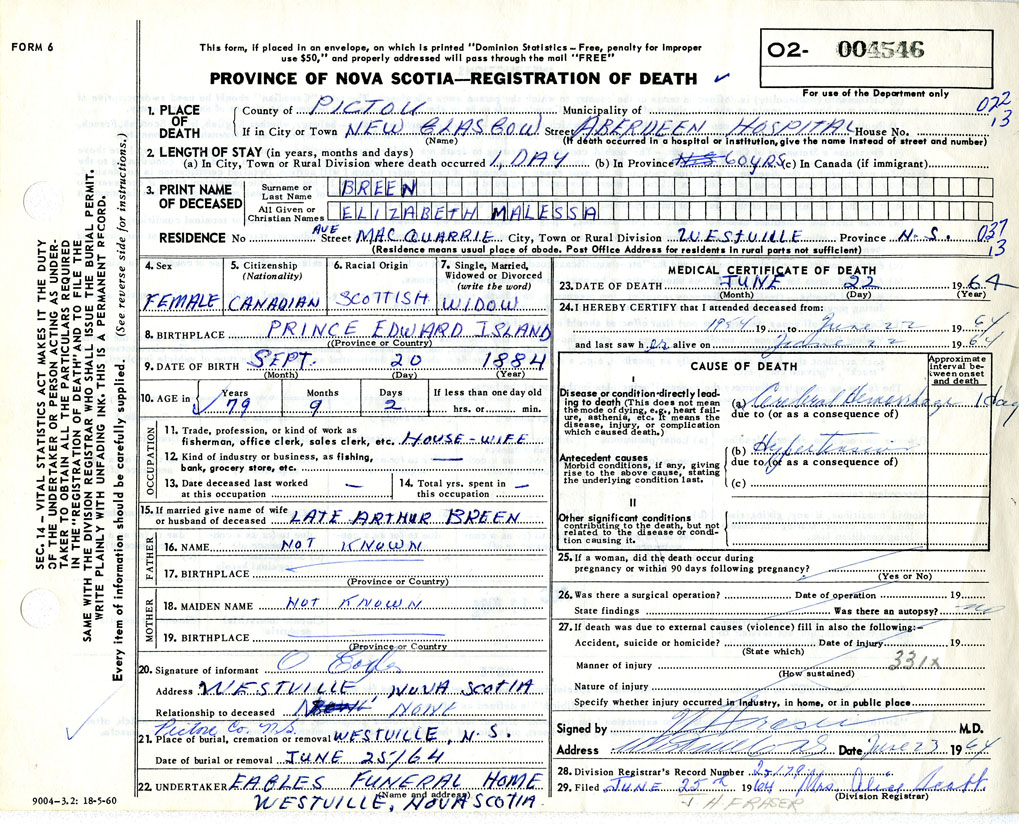 FORM 6
This form, if placed in an envelope, on which is printed "Dominion Statistics – Free, penalty for improper
use $50," and properly addressed will pass through the mail "FREE"
PROVINCE OF NOVA SCOTIA—REGISTRATION OF DEATH
O2- 004546
For use of the Department only
022
13
1. PLACE OF DEATH
County of PICTOU Municipality of
If in City or Town NEW GLASGOW Street ABERDEEN HOSPITAL House No.
(Name) (If death occurred in a hospital or institution, give the name instead of street and number)
2. LENGTH OF STAY (in years, months and days)
(a) In City, Town or Rural Division where death occurred 1 DAY (b) In Province 60 YRS (c) In Canada (if immigrant)
3. PRINT NAME OF DECEASED
Surname or Last Name BREEN
All Given or Christian Names ELIZABETH MALESSA
RESIDENCE No AVE Street MACQUARRIE City, Town or Rural Division WESTVILLE Province N.S.
037
13
(Residence means usual place of abode. Post Office Address for residents in rural parts not sufficient)
4. Sex FEMALE
5. Citizenship (Nationality) CANADIAN
6. Racial Origin SCOTTISH
7. Single, Married, Widowed or Divorced (write the word) WIDOW
8. BIRTHPLACE PRINCE EDWARD ISLAND
(Province or Country)
9. DATE OF BIRTH SEPT. 20 1884
(Month) (Day) (Year)
10. AGE in Years 79 Months 9 Days 2 If less than one day old hrs. or min.
OCCUPATION
11. Trade, profession, or kind of work as
fisherman, office clerk, sales clerk, etc. HOUSE-WIFE
12. Kind of industry or business, as fishing,
bank, grocery store, etc. —
13. Date deceased last worked at this occupation —
14. Total yrs. spent in this occupation —
15. If married give name of wife
or husband of deceased LATE ARTHUR BREEN
FATHER
16. NAME NOT KNOWN
17. BIRTHPLACE
(Province or Country)
MOTHER
18. MAIDEN NAME NOT KNOWN
19. BIRTHPLACE
(Province or Country
20. Signature of informant O
Address WESTVILLE NOVA SCOTIA
Relationship to deceased NONE
Pictou Co. N.S.
21. Place of burial, cremation or removal WESTVILLE, N.S.
Date of burial or removal JUNE 25/64
22. UNDERTAKER EAGLES FUNERAL HOME
(Name and address)
WESTVILLE, NOVA SCOTIA
9004–3.2: 18-5-60
MEDICAL CERTIFICATE OF DEATH
23. DATE OF DEATH JUNE 22 1964
(Month) (Day) (Year)
24. I HEREBY CERTIFY that I attended deceased from:
1954 19 to June 22 1964
and last saw her alive on June 22 1964
CAUSE OF DEATH
Approximate interval between onset and death
I
Disease or condition directly leading to death (This does not mean the mode of dying, e.g., heart failure, asthenia, etc. It means the disease, injury, or complication which caused death.)
(a) Cerebral Hemorrhage 1 day
due to (or as a consequence of)
Antecedent causes
Morbid conditions, if any, giving rise to the above cause, stating the underlying condition last.
(b) Hypertension
due to (or as a consequence of)
(c)
II
Other significant conditions
contributing to the death, but not related to the disease or condition causing it.
25. If a woman, did the death occur during
pregnancy or within 90 days following pregnancy?
(Yes or No)
26. Was there a surgical operation? Date of operation 19
State findings Was there an autopsy? no
27. If death was due to external causes (violence) fill in also the following:–
Accident, suicide or homicide? Date of injury 19
(State which)
Manner of injury 331x
(How sustained)
Nature of injury
Specify whether injury occurred in industry, in home, or in public place
Signed by Fraser M.D.
Address Westville N.S. Date June 23 1964
28. Division Registrar's Record Number
29. Filed JUNE 25th 1964 Mrs. Alice
(Division Registrar)
J H. FRASER
SEC. 14 – VITAL STATISTICS ACT MAKES IT THE DUTY
OF THE UNDERTAKER OR PERSON ACTING AS UNDER-
TAKER TO OBTAIN ALL THE PARTICULARS REQUIRED
IN THE "REGISTRATION OF DEATH" AND TO FILE THE
SAME WITH THE DIVISION REGISTRAR WHO SHALL ISSUE THE BURIAL PERMIT.
WRITE PLAINLY WITH UNFADING INK. THIS IS A PERMANENT RECORD.
Every item of information should be carefully supplied. (See reverse side for instructions.)